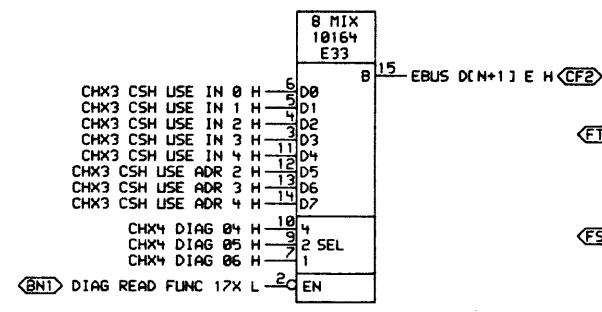 8 MIX
10164
E33
B 15 EBUS D[N+1] E H CF2
CHX3 CSH USE IN 0 H 6 D0
CHX3 CSH USE IN 1 H 5 D1
CHX3 CSH USE IN 2 H 4 D2
CHX3 CSH USE IN 3 H 3 D3
CHX3 CSH USE IN 4 H 11 D4
CHX3 CSH USE ADR 2 H 12 D5
CHX3 CSH USE ADR 3 H 13 D6
CHX3 CSH USE ADR 4 H 14 D7
CHX4 DIAG 04 H 10 4
CHX4 DIAG 05 H 9 2 SEL
CHX4 DIAG 06 H 7 1
BN1 DIAG READ FUNC 17X L 2 EN